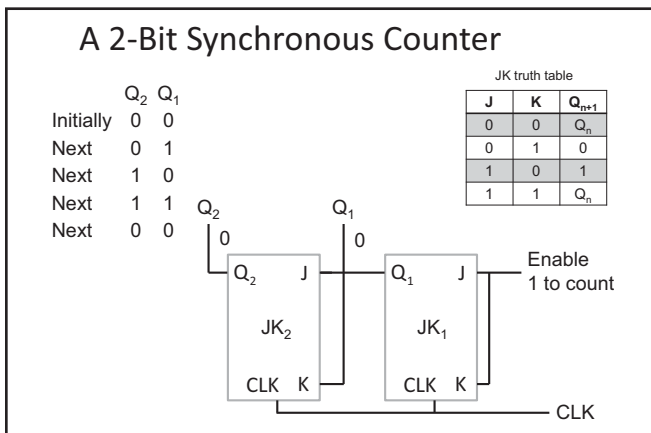 A 2-Bit Synchronous Counter
Q₂ Q₁
Initially 0 0
Next 0 1
Next 1 0
Next 1 1
Next 0 0
JK truth table
J K Qₙ₊₁
0 0 Qₙ
0 1 0
1 0 1
1 1 Qₙ
Q₂ Q₁
0 0
Q₂ J Q₁ J Enable
1 to count
JK₂ JK₁
CLK K CLK K
CLK